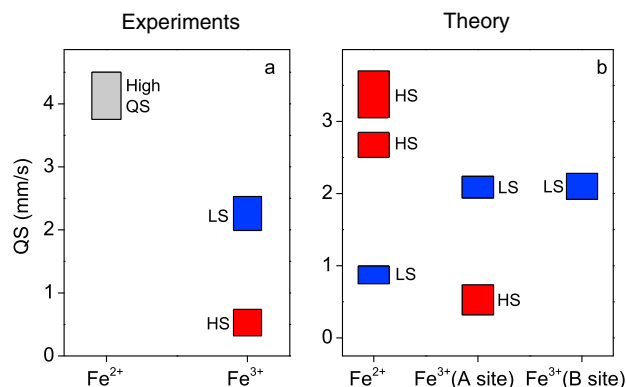 Experiments
Theory
a
b
High
QS
LS
HS
HS
HS
LS
LS
LS
HS
QS (mm/s)
4
3
2
1
0
3
2
1
0
Fe²⁺
Fe³⁺
Fe²⁺
Fe³⁺(A site)
Fe³⁺(B site)